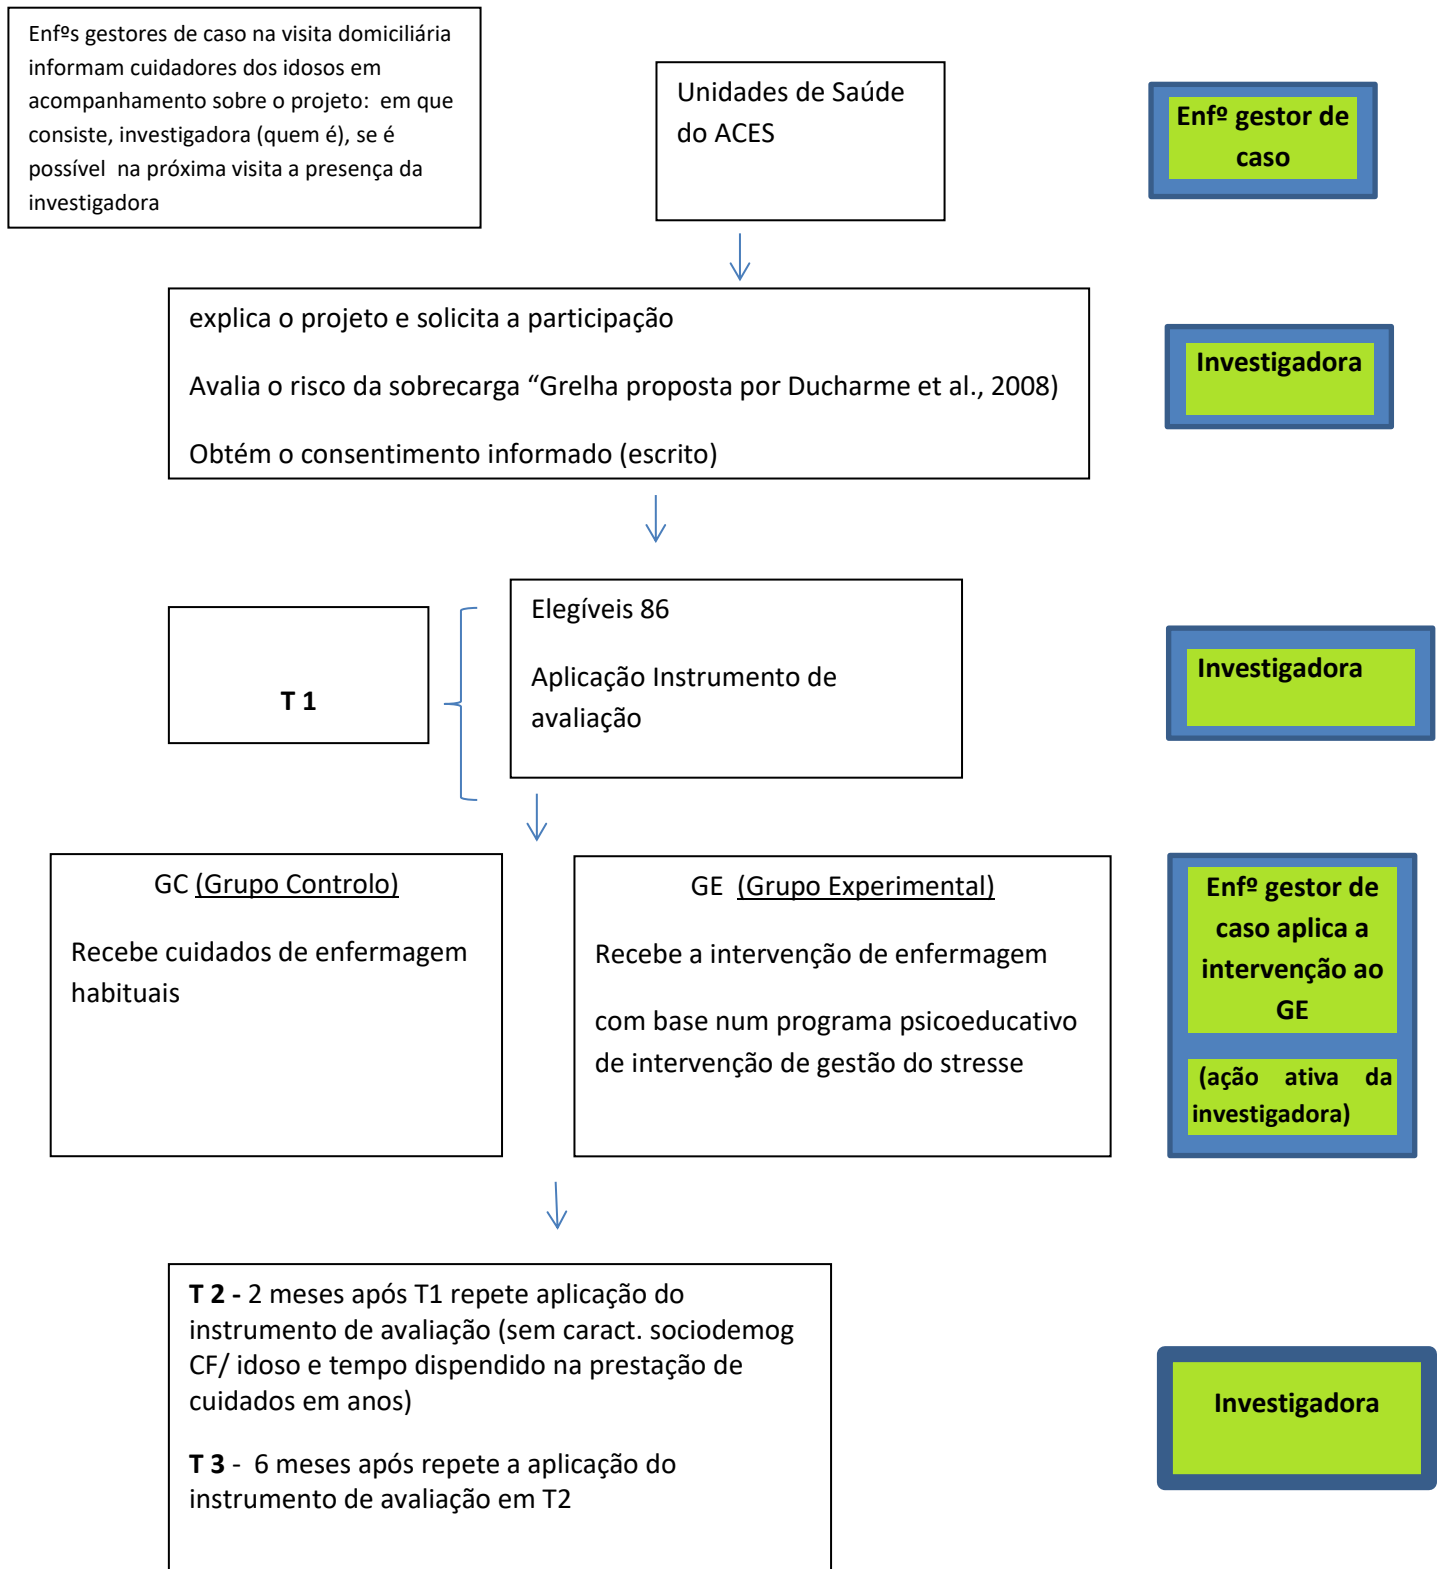 Enfºs gestores de caso na visita domiciliária
informam cuidadores dos idosos em
acompanhamento sobre o projeto: em que
consiste, investigadora (quem é), se é
possível na próxima visita a presença da
investigadora
Unidades de Saúde
do ACES
Enfº gestor de
caso
explica o projeto e solicita a participação
Avalia o risco da sobrecarga “Grelha proposta por Ducharme et al., 2008)
Obtém o consentimento informado (escrito)
Investigadora
T 1
Elegíveis 86
Aplicação Instrumento de
avaliação
Investigadora
GC (Grupo Controlo)
Recebe cuidados de enfermagem
habituais
GE (Grupo Experimental)
Recebe a intervenção de enfermagem
com base num programa psicoeducativo
de intervenção de gestão do stresse
Enfº gestor de
caso aplica a
intervenção ao
GE
(ação ativa da
investigadora)
T 2 - 2 meses após T1 repete aplicação do
instrumento de avaliação (sem caract. sociodemog
CF/ idoso e tempo dispendido na prestação de
cuidados em anos)
T 3 - 6 meses após repete a aplicação do
instrumento de avaliação em T2
Investigadora